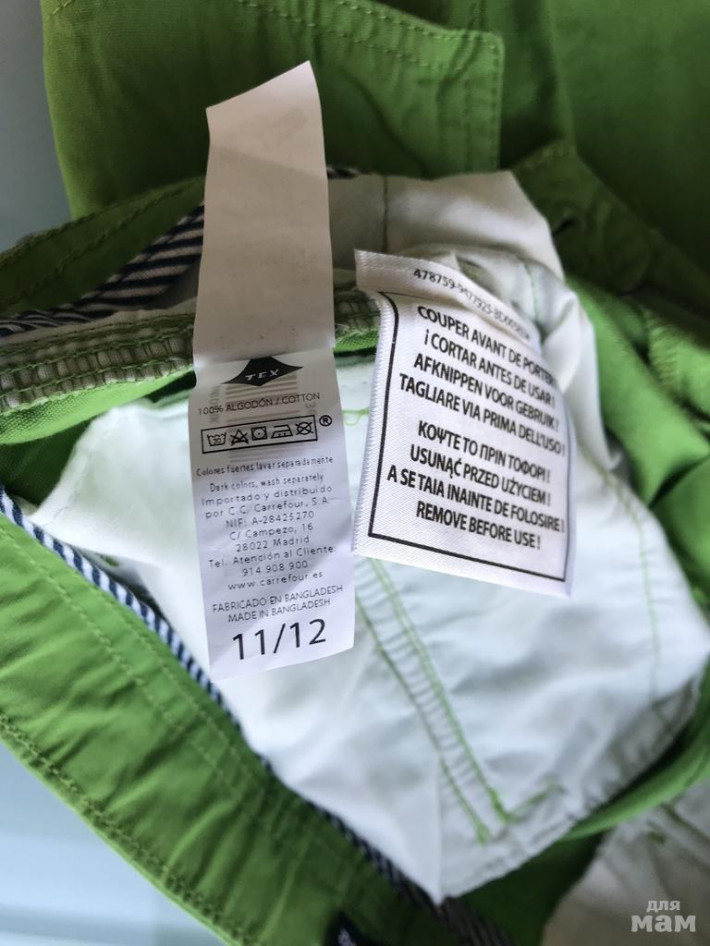 TEX
100% ALGODÓN / COTTON
®
Colores fuertes lavar separadamente
Dark colors, wash separately
Importado y distribuido
por C.C. Carrefour, S.A.
NIF: A-28425270
C/ Campezo, 16
28022 Madrid
Tel. Atención al Cliente:
914 908 900
www.carrefour.es
FABRICADO EN BANGLADESH
MADE IN BANGLADESH
11/12
COUPER AVANT DE PORTER !
¡ CORTAR ANTES DE USAR !
AFKNIPPEN VOOR GEBRUIK !
TAGLIARE VIA PRIMA DELL'USO !
ΚΟΨΤΕ ΤΟ ΠΡΙΝ ΤΟΦΟΡΙ !
USUNĄĆ PRZED UŻYCIEM !
A SE TAIA INAINTE DE FOLOSIRE !
REMOVE BEFORE USE !
для
мам